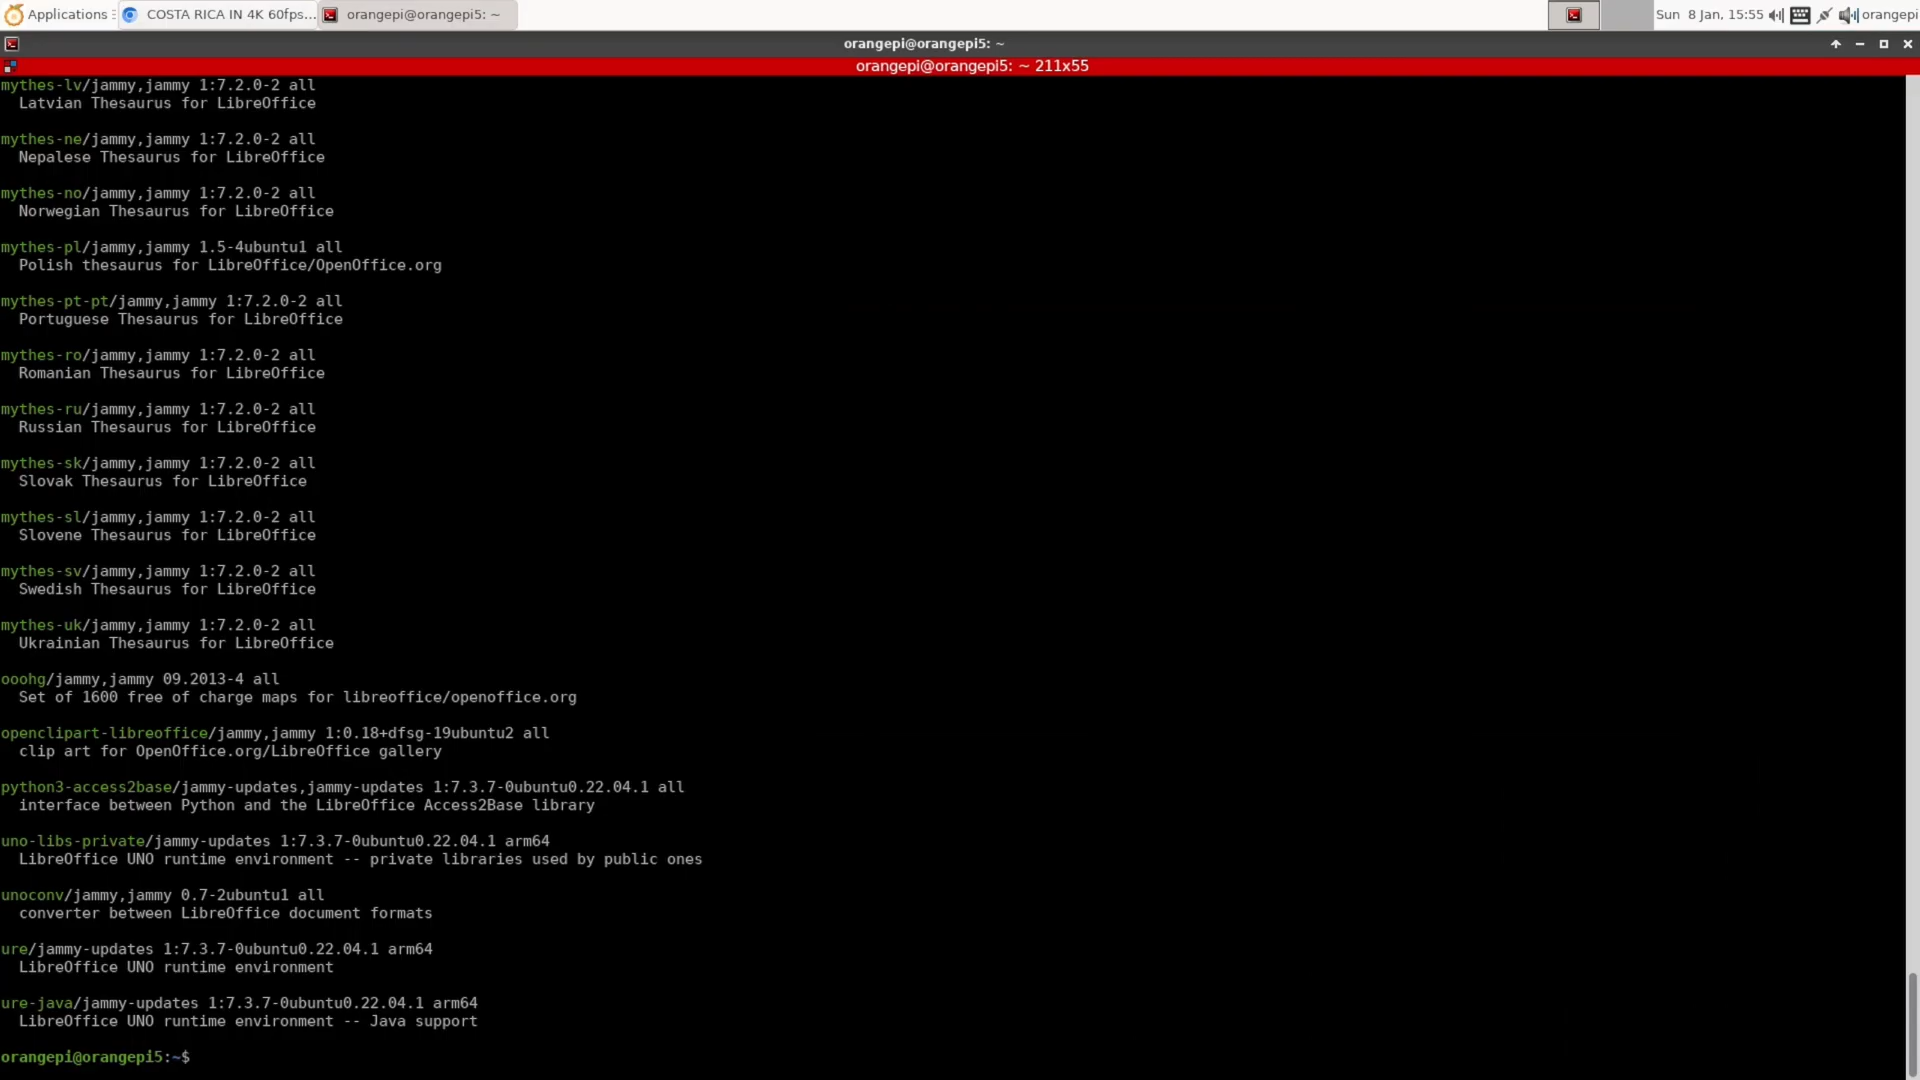 Applications
COSTA RICA IN 4K 60fps...
orangepi@orangepi5: ~
Sun 8 Jan, 15:55
orangepi
orangepi@orangepi5: ~
orangepi@orangepi5: ~ 211x55
mythes-lv/jammy,jammy 1:7.2.0-2 all
Latvian Thesaurus for LibreOffice
mythes-ne/jammy,jammy 1:7.2.0-2 all
Nepalese Thesaurus for LibreOffice
mythes-no/jammy,jammy 1:7.2.0-2 all
Norwegian Thesaurus for LibreOffice
mythes-pl/jammy,jammy 1.5-4ubuntu1 all
Polish thesaurus for LibreOffice/OpenOffice.org
mythes-pt-pt/jammy,jammy 1:7.2.0-2 all
Portuguese Thesaurus for LibreOffice
mythes-ro/jammy,jammy 1:7.2.0-2 all
Romanian Thesaurus for LibreOffice
mythes-ru/jammy,jammy 1:7.2.0-2 all
Russian Thesaurus for LibreOffice
mythes-sk/jammy,jammy 1:7.2.0-2 all
Slovak Thesaurus for LibreOffice
mythes-sl/jammy,jammy 1:7.2.0-2 all
Slovene Thesaurus for LibreOffice
mythes-sv/jammy,jammy 1:7.2.0-2 all
Swedish Thesaurus for LibreOffice
mythes-uk/jammy,jammy 1:7.2.0-2 all
Ukrainian Thesaurus for LibreOffice
ooohg/jammy,jammy 09.2013-4 all
Set of 1600 free of charge maps for libreoffice/openoffice.org
openclipart-libreoffice/jammy,jammy 1:0.18+dfsg-19ubuntu2 all
clip art for OpenOffice.org/LibreOffice gallery
python3-access2base/jammy-updates,jammy-updates 1:7.3.7-0ubuntu0.22.04.1 all
interface between Python and the LibreOffice Access2Base library
uno-libs-private/jammy-updates 1:7.3.7-0ubuntu0.22.04.1 arm64
LibreOffice UNO runtime environment -- private libraries used by public ones
unoconv/jammy,jammy 0.7-2ubuntu1 all
converter between LibreOffice document formats
ure/jammy-updates 1:7.3.7-0ubuntu0.22.04.1 arm64
LibreOffice UNO runtime environment
ure-java/jammy-updates 1:7.3.7-0ubuntu0.22.04.1 arm64
LibreOffice UNO runtime environment -- Java support
orangepi@orangepi5:~$